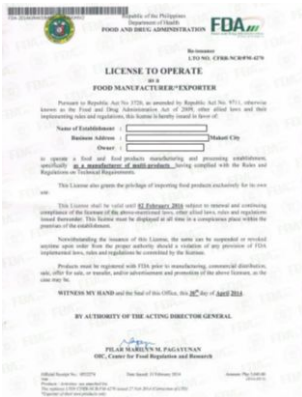 Republic of the Philippines
Department of Health
FOOD AND DRUG ADMINISTRATION
FDA
Re-issuance
LTO NO. CFRR-NCR/FM-4270
LICENSE TO OPERATE
as a
FOOD MANUFACTURER/*EXPORTER
Pursuant to Republic Act No 3720, as amended by Republic Act No. 9711, otherwise
known as the Food and Drug Administration Act of 2009, other allied laws and their
implementing rules and regulations, this license is hereby issued in favor of:
Name of Establishment :
Business Address : Makati City
Owner :
to operate a food and food products manufacturing and processing establishment,
specifically as a manufacturer of multi-products having complied with the Rules and
Regulations on Technical Requirements.
This License also grants the privilege of importing food products exclusively for its own
use.
This License shall be valid until 02 February 2016 subject to renewal and continuing
compliance of the licensee of the above-mentioned laws, other allied laws, rules and regulations
issued thereunder. This license must be displayed at all time in a conspicuous place within the
premises of the establishment.
Notwithstanding the issuance of this License, the same can be suspended or revoked
anytime upon order from the proper authority should a violation of any provision of FDA
implemented laws, rules and regulations be committed by the licensee.
Products must be registered with FDA prior to manufacturing, commercial distribution,
sale, offer for sale, or transfer, and/or advertisement and promotion of the above licensee, as the
case may be.
WITNESS MY HAND and the Seal of this Office, this 30th day of April 2014.
BY AUTHORITY OF THE ACTING DIRECTOR GENERAL
PILAR MARILYN M. PAGAYUNAN
OIC, Center for Food Regulation and Research